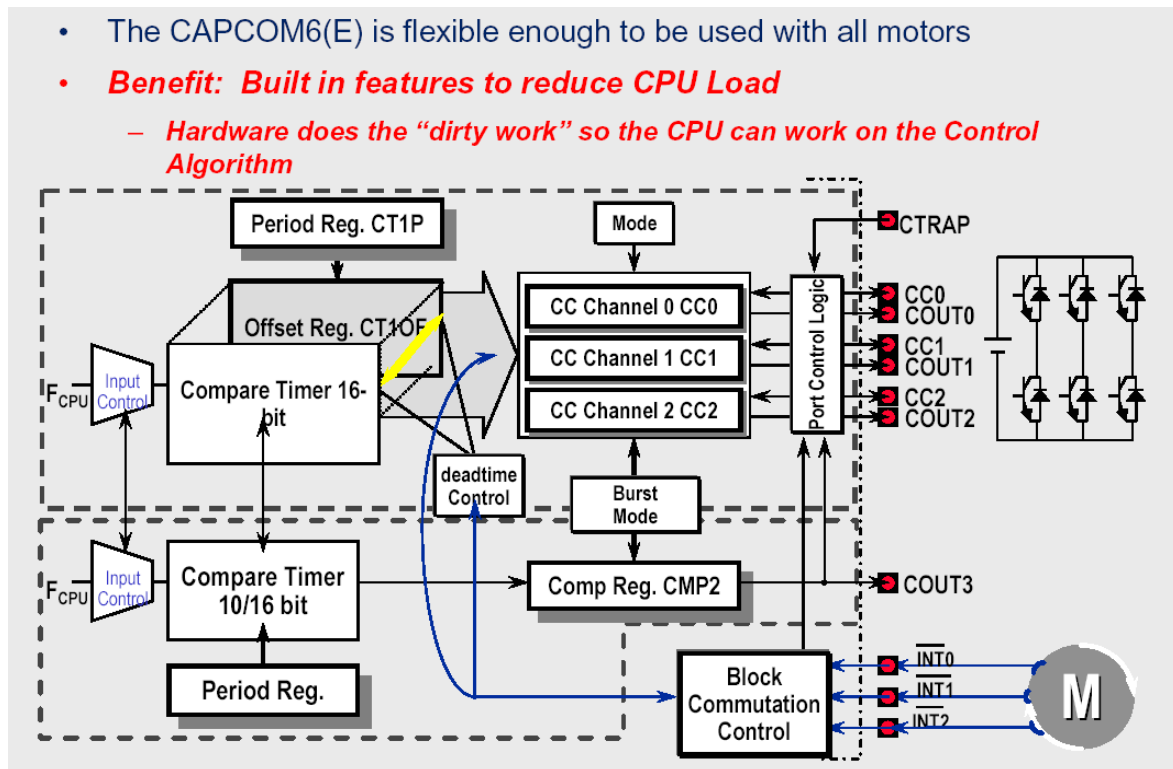 • The CAPCOM6(E) is flexible enough to be used with all motors
• Benefit: Built in features to reduce CPU Load
– Hardware does the “dirty work” so the CPU can work on the Control
Algorithm
Period Reg. CT1P
Mode
CTRAP
Offset Reg. CT1OF
CC Channel 0 CC0
CC Channel 1 CC1
CC Channel 2 CC2
Port Control Logic
CC0
COUT0
CC1
COUT1
CC2
COUT2
FCPU
Input
Control
Compare Timer 16-
bit
deadtime
Control
Burst
Mode
FCPU
Input
Control
Compare Timer
10/16 bit
Comp Reg. CMP2
COUT3
Period Reg.
Block
Commutation
Control
INT0
INT1
INT2
M